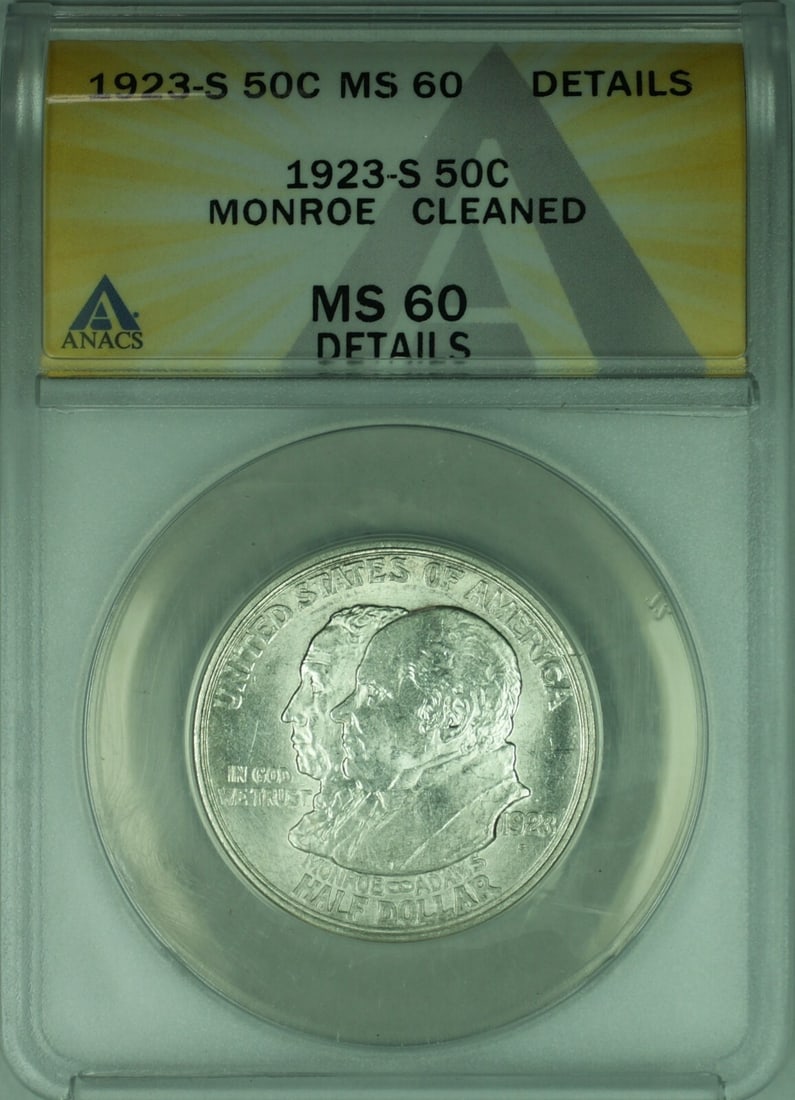 1923-S 50C MS 60 DETAILS
1923-S 50C
MONROE CLEANED
MS 60
DETAILS
ANACS
UNITED STATES OF AMERICA
IN GOD
WE TRUST
1923
S
MONROE ADAMS
HALF DOLLAR